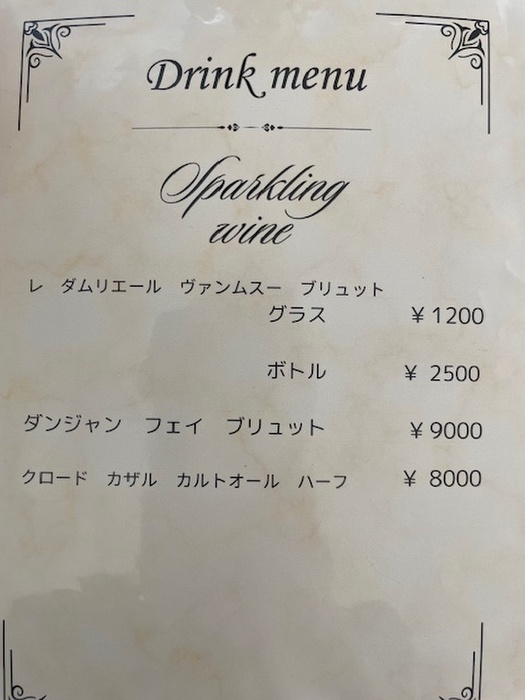 Drink menu
Sparkling
wine
レ　ダムリエール　ヴァンムスー　ブリュット
グラス　¥1200
ボトル　¥ 2500
ダンジャン　フェイ　ブリュット　¥9000
クロード　カザル　カルトオール　ハーフ　¥ 8000